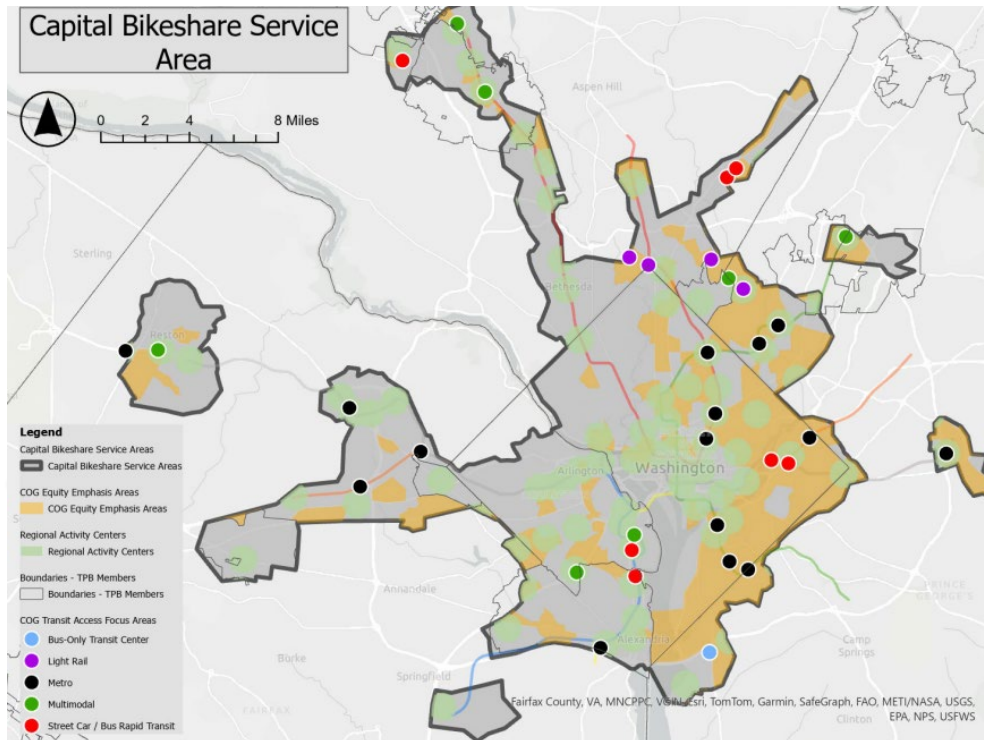 Capital Bikeshare Service
Area
0 2 4 8 Miles
Aspen Hill
Sterling
Bethesda
Reston
Legend
Capital Bikeshare Service Areas
Capital Bikeshare Service Areas
COG Equity Emphasis Areas
COG Equity Emphasis Areas
Regional Activity Centers
Regional Activity Centers
Boundaries - TPB Members
Boundaries - TPB Members
COG Transit Access Focus Areas
Bus-Only Transit Center
Light Rail
Metro
Multimodal
Street Car / Bus Rapid Transit
Arlington
Washington
Annandale
PRINCE
GEORGE'S
Alexandria
Camp
Springs
Burke
Springfield
FAIRFAX
Clinton
Fairfax County, VA, MNCPPC, VGIN, Esri, TomTom, Garmin, SafeGraph, FAO, METI/NASA, USGS,
EPA, NPS, USFWS